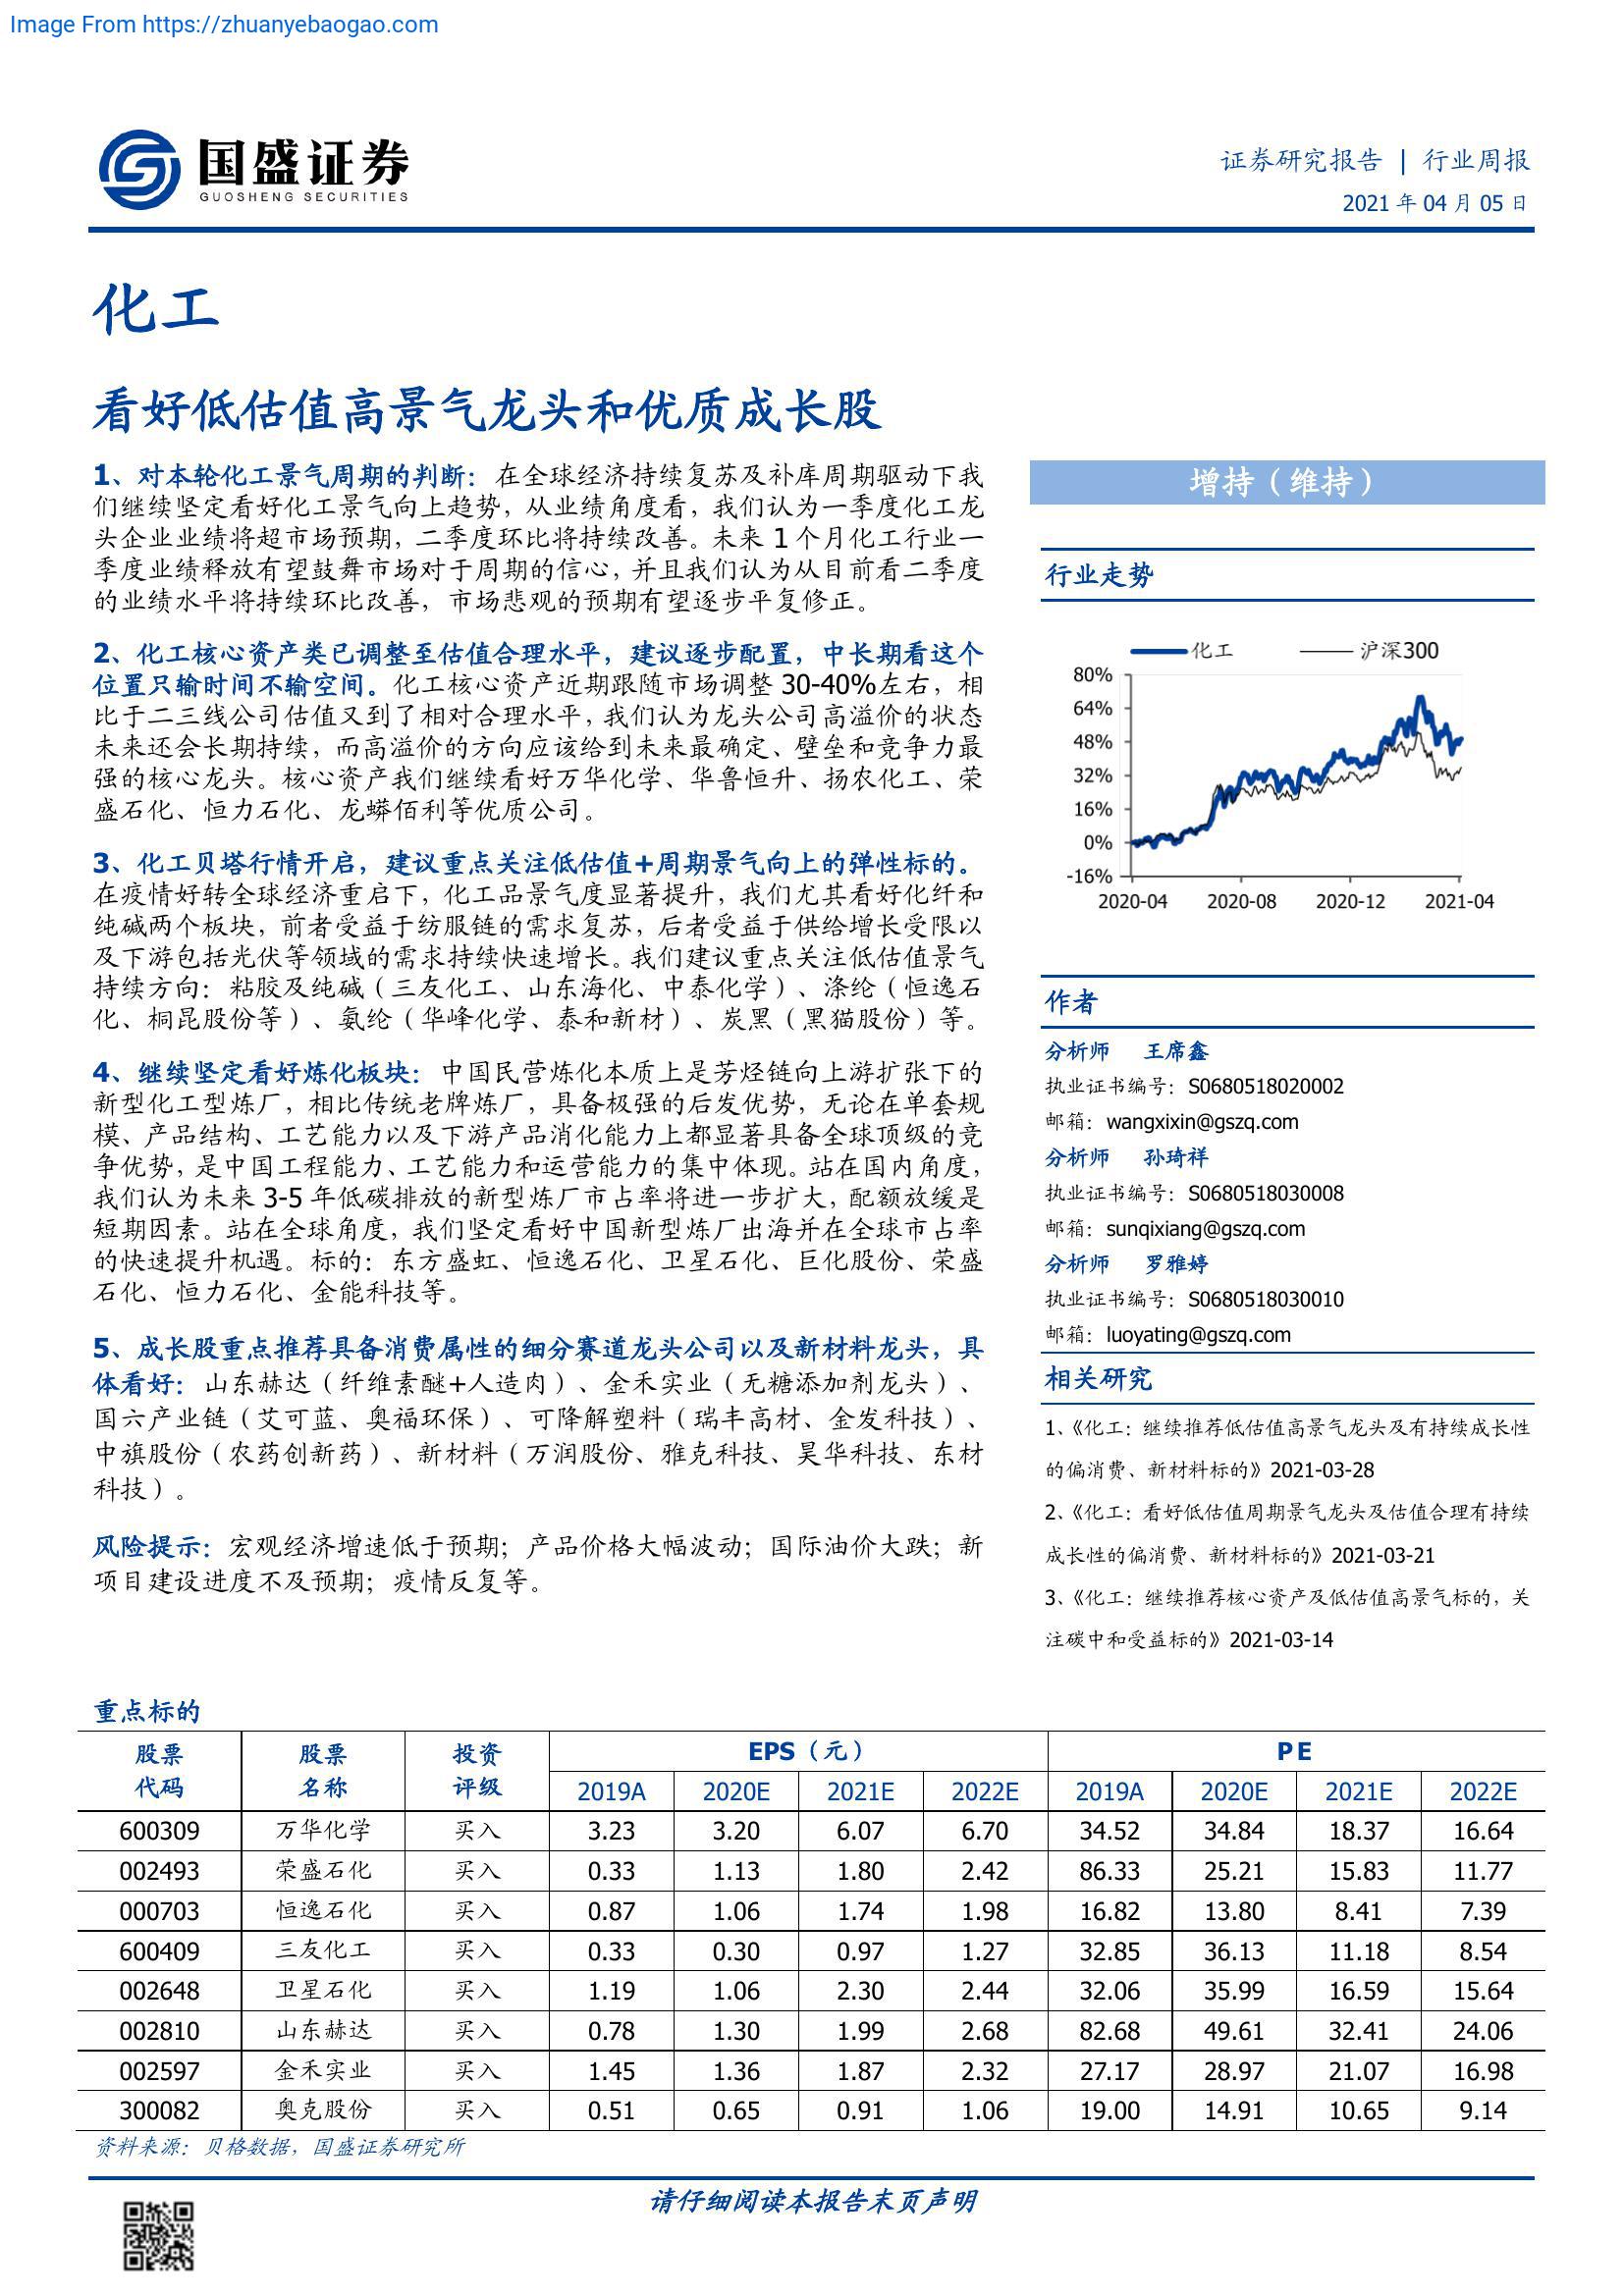 Image From https://zhuanyebaogao.com
国盛证券
GUOSHENG SECURITIES
证券研究报告 | 行业周报
2021 年 04 月 05 日
化工
看好低估值高景气龙头和优质成长股
1、对本轮化工景气周期的判断：在全球经济持续复苏及补库周期驱动下我
们继续坚定看好化工景气向上趋势，从业绩角度看，我们认为一季度化工龙
头企业业绩将超市场预期，二季度环比将持续改善。未来 1 个月化工行业一
季度业绩释放有望鼓舞市场对于周期的信心，并且我们认为从目前看二季度
的业绩水平将持续环比改善，市场悲观的预期有望逐步平复修正。
2、化工核心资产类已调整至估值合理水平，建议逐步配置，中长期看这个
位置只输时间不输空间。化工核心资产近期跟随市场调整 30-40%左右，相
比于二三线公司估值又到了相对合理水平，我们认为龙头公司高溢价的状态
未来还会长期持续，而高溢价的方向应该给到未来最确定、壁垒和竞争力最
强的核心龙头。核心资产我们继续看好万华化学、华鲁恒升、扬农化工、荣
盛石化、恒力石化、龙蟒佰利等优质公司。
3、化工贝塔行情开启，建议重点关注低估值+周期景气向上的弹性标的。
在疫情好转全球经济重启下，化工品景气度显著提升，我们尤其看好化纤和
纯碱两个板块，前者受益于纺服链的需求复苏，后者受益于供给增长受限以
及下游包括光伏等领域的需求持续快速增长。我们建议重点关注低估值景气
持续方向：粘胶及纯碱（三友化工、山东海化、中泰化学）、涤纶（恒逸石
化、桐昆股份等）、氨纶（华峰化学、泰和新材）、炭黑（黑猫股份）等。
4、继续坚定看好炼化板块：中国民营炼化本质上是芳烃链向上游扩张下的
新型化工型炼厂，相比传统老牌炼厂，具备极强的后发优势，无论在单套规
模、产品结构、工艺能力以及下游产品消化能力上都显著具备全球顶级的竞
争优势，是中国工程能力、工艺能力和运营能力的集中体现。站在国内角度，
我们认为未来 3-5 年低碳排放的新型炼厂市占率将进一步扩大，配额放缓是
短期因素。站在全球角度，我们坚定看好中国新型炼厂出海并在全球市占率
的快速提升机遇。标的：东方盛虹、恒逸石化、卫星石化、巨化股份、荣盛
石化、恒力石化、金能科技等。
5、成长股重点推荐具备消费属性的细分赛道龙头公司以及新材料龙头，具
体看好：山东赫达（纤维素醚+人造肉）、金禾实业（无糖添加剂龙头）、
国六产业链（艾可蓝、奥福环保）、可降解塑料（瑞丰高材、金发科技）、
中旗股份（农药创新药）、新材料（万润股份、雅克科技、昊华科技、东材
科技）。
风险提示：宏观经济增速低于预期；产品价格大幅波动；国际油价大跌；新
项目建设进度不及预期；疫情反复等。
增持（维持）
行业走势
化工 沪深300
80%
64%
48%
32%
16%
0%
-16%
2020-04 2020-08 2020-12 2021-04
作者
分析师 王席鑫
执业证书编号：S0680518020002
邮箱：wangxixin@gszq.com
分析师 孙琦祥
执业证书编号：S0680518030008
邮箱：sunqixiang@gszq.com
分析师 罗雅婷
执业证书编号：S0680518030010
邮箱：luoyating@gszq.com
相关研究
1、《化工：继续推荐低估值高景气龙头及有持续成长性
的偏消费、新材料标的》2021-03-28
2、《化工：看好低估值周期景气龙头及估值合理有持续
成长性的偏消费、新材料标的》2021-03-21
3、《化工：继续推荐核心资产及低估值高景气标的，关
注碳中和受益标的》2021-03-14
重点标的
股票 股票 投资 EPS（元） PE
代码 名称 评级 2019A 2020E 2021E 2022E 2019A 2020E 2021E 2022E
600309 万华化学 买入 3.23 3.20 6.07 6.70 34.52 34.84 18.37 16.64
002493 荣盛石化 买入 0.33 1.13 1.80 2.42 86.33 25.21 15.83 11.77
000703 恒逸石化 买入 0.87 1.06 1.74 1.98 16.82 13.80 8.41 7.39
600409 三友化工 买入 0.33 0.30 0.97 1.27 32.85 36.13 11.18 8.54
002648 卫星石化 买入 1.19 1.06 2.30 2.44 32.06 35.99 16.59 15.64
002810 山东赫达 买入 0.78 1.30 1.99 2.68 82.68 49.61 32.41 24.06
002597 金禾实业 买入 1.45 1.36 1.87 2.32 27.17 28.97 21.07 16.98
300082 奥克股份 买入 0.51 0.65 0.91 1.06 19.00 14.91 10.65 9.14
资料来源：贝格数据，国盛证券研究所
请仔细阅读本报告末页声明